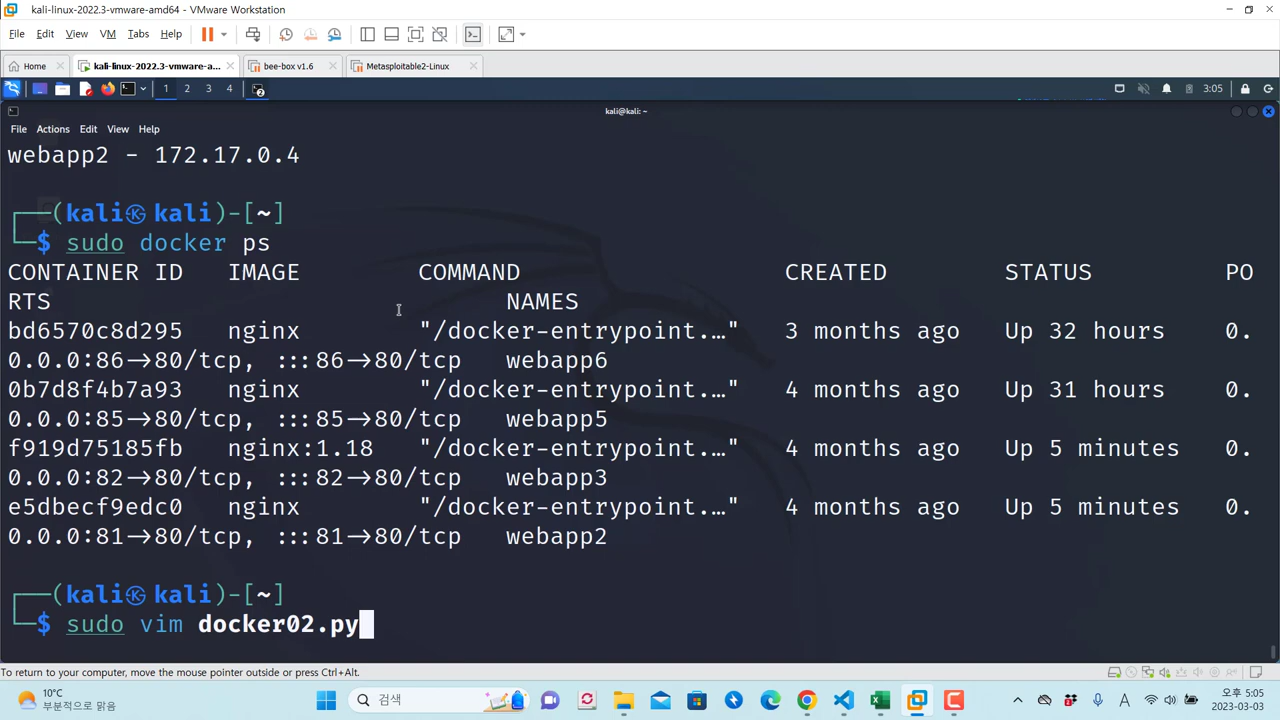 kali-linux-2022.3-vmware-amd64 - VMware Workstation
File Edit View VM Tabs Help
Home kali-linux-2022.3-vmware-a... bee-box v1.6 Metasploitable2-Linux
1 2 3 4 3:05
kali@kali: ~
File Actions Edit View Help
webapp2 - 172.17.0.4
┌──(kali㉿kali)-[~]
└─$ sudo docker ps
CONTAINER ID IMAGE COMMAND CREATED STATUS PO
RTS NAMES
bd6570c8d295 nginx "/docker-entrypoint.…" 3 months ago Up 32 hours 0.
0.0.0:86->80/tcp, :::86->80/tcp webapp6
0b7d8f4b7a93 nginx "/docker-entrypoint.…" 4 months ago Up 31 hours 0.
0.0.0:85->80/tcp, :::85->80/tcp webapp5
f919d75185fb nginx:1.18 "/docker-entrypoint.…" 4 months ago Up 5 minutes 0.
0.0.0:82->80/tcp, :::82->80/tcp webapp3
e5dbecf9edc0 nginx "/docker-entrypoint.…" 4 months ago Up 5 minutes 0.
0.0.0:81->80/tcp, :::81->80/tcp webapp2
┌──(kali㉿kali)-[~]
└─$ sudo vim docker02.py
To return to your computer, move the mouse pointer outside or press Ctrl+Alt.
10°C
부분적으로 맑음
검색
A 오후 5:05
2023-03-03